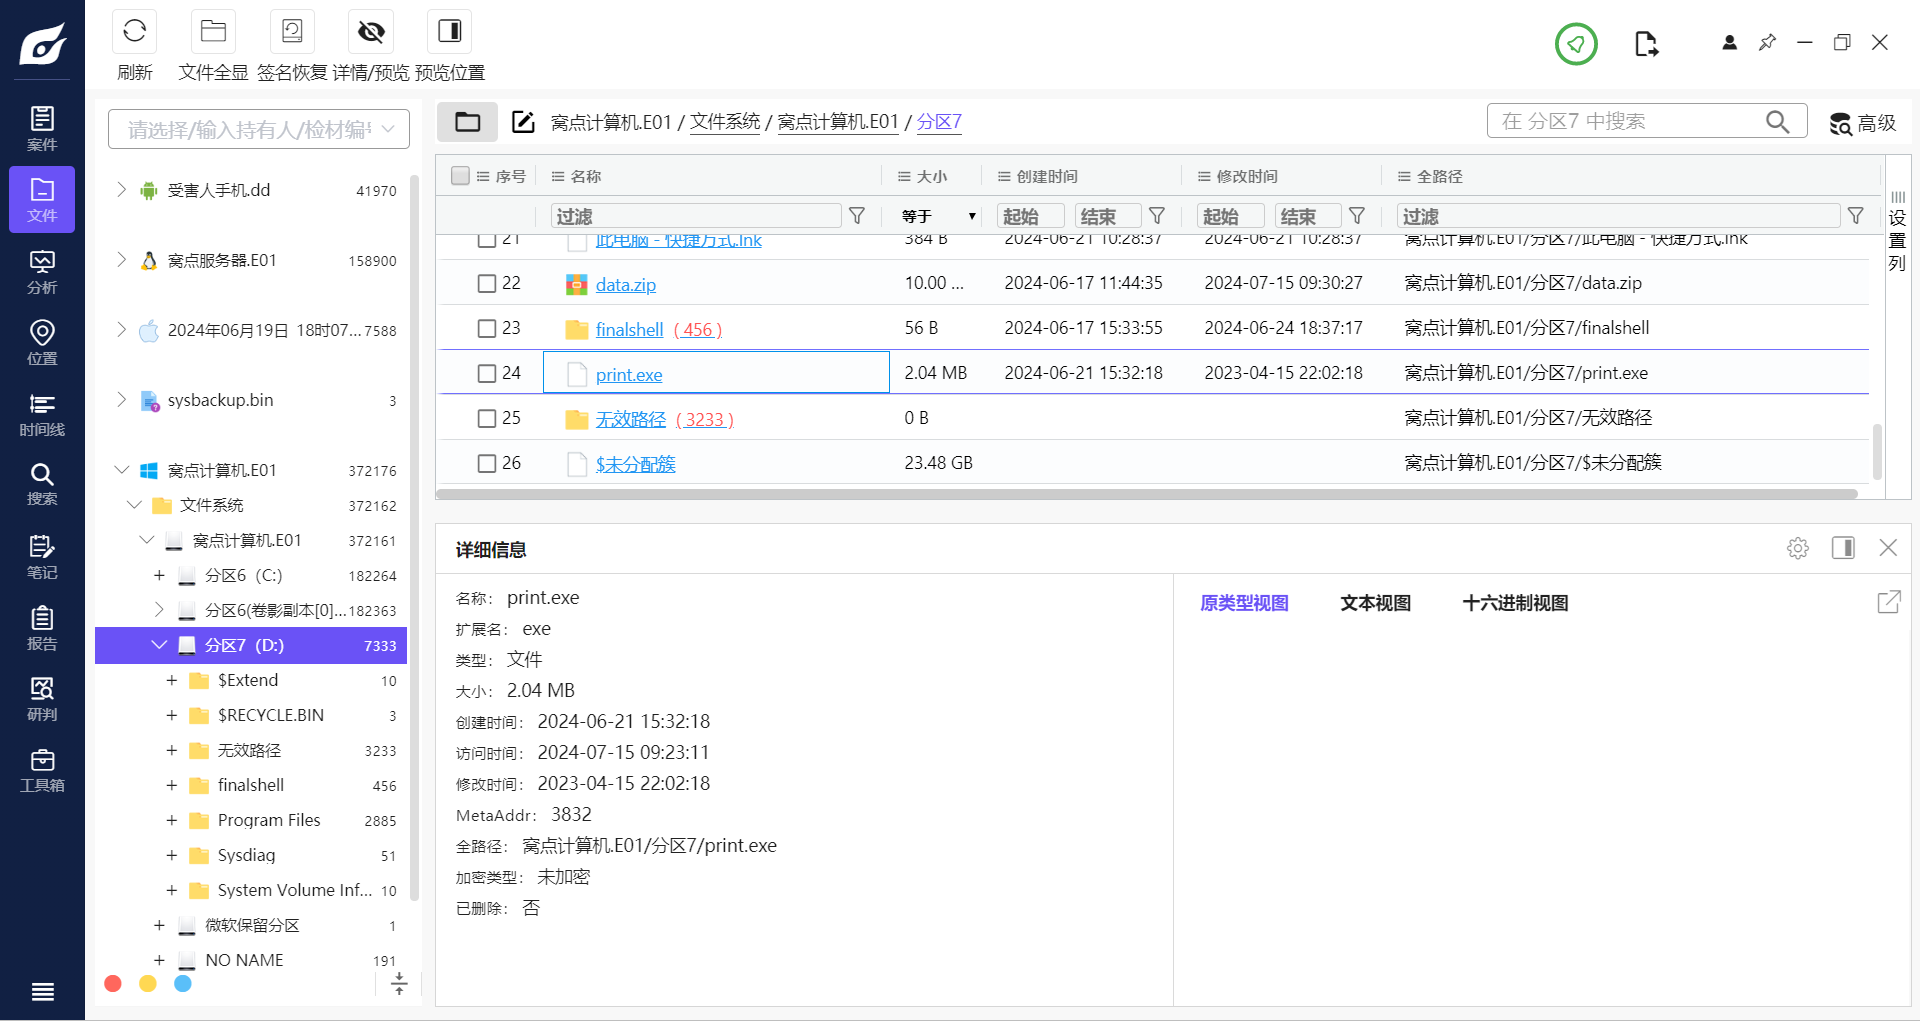 刷新
文件全显
签名恢复
详情/预览
预览位置
案件
文件
分析
位置
时间线
搜索
笔记
报告
研判
工具箱
请选择/输入持有人/检材编号
受害人手机.dd 41970
窝点服务器.E01 158900
2024年06月19日 18时07... 7588
sysbackup.bin 3
窝点计算机.E01 372176
文件系统 372162
窝点计算机.E01 372161
分区6（C:） 182264
分区6(卷影副本[0]... 182363
分区7（D:） 7333
$Extend 10
$RECYCLE.BIN 3
无效路径 3233
finalshell 456
Program Files 2885
Sysdiag 51
System Volume Inf... 10
微软保留分区 1
NO NAME 191
窝点计算机.E01 / 文件系统 / 窝点计算机.E01 / 分区7
在 分区7 中搜索
高级
序号 名称 大小 创建时间 修改时间 全路径
过滤 等于 起始 结束 起始 结束 过滤
设置列
21 此电脑 - 快捷方式.lnk 384 B 2024-06-21 10:28:37 2024-06-21 10:28:37 窝点计算机.E01/分区7/此电脑 - 快捷方式.lnk
22 data.zip 10.00 ... 2024-06-17 11:44:35 2024-07-15 09:30:27 窝点计算机.E01/分区7/data.zip
23 finalshell ( 456 ) 56 B 2024-06-17 15:33:55 2024-06-24 18:37:17 窝点计算机.E01/分区7/finalshell
24 print.exe 2.04 MB 2024-06-21 15:32:18 2023-04-15 22:02:18 窝点计算机.E01/分区7/print.exe
25 无效路径 ( 3233 ) 0 B 窝点计算机.E01/分区7/无效路径
26 $未分配簇 23.48 GB 窝点计算机.E01/分区7/$未分配簇
详细信息
名称： print.exe
扩展名： exe
类型： 文件
大小： 2.04 MB
创建时间： 2024-06-21 15:32:18
访问时间： 2024-07-15 09:23:11
修改时间： 2023-04-15 22:02:18
MetaAddr： 3832
全路径： 窝点计算机.E01/分区7/print.exe
加密类型： 未加密
已删除： 否
原类型视图
文本视图
十六进制视图